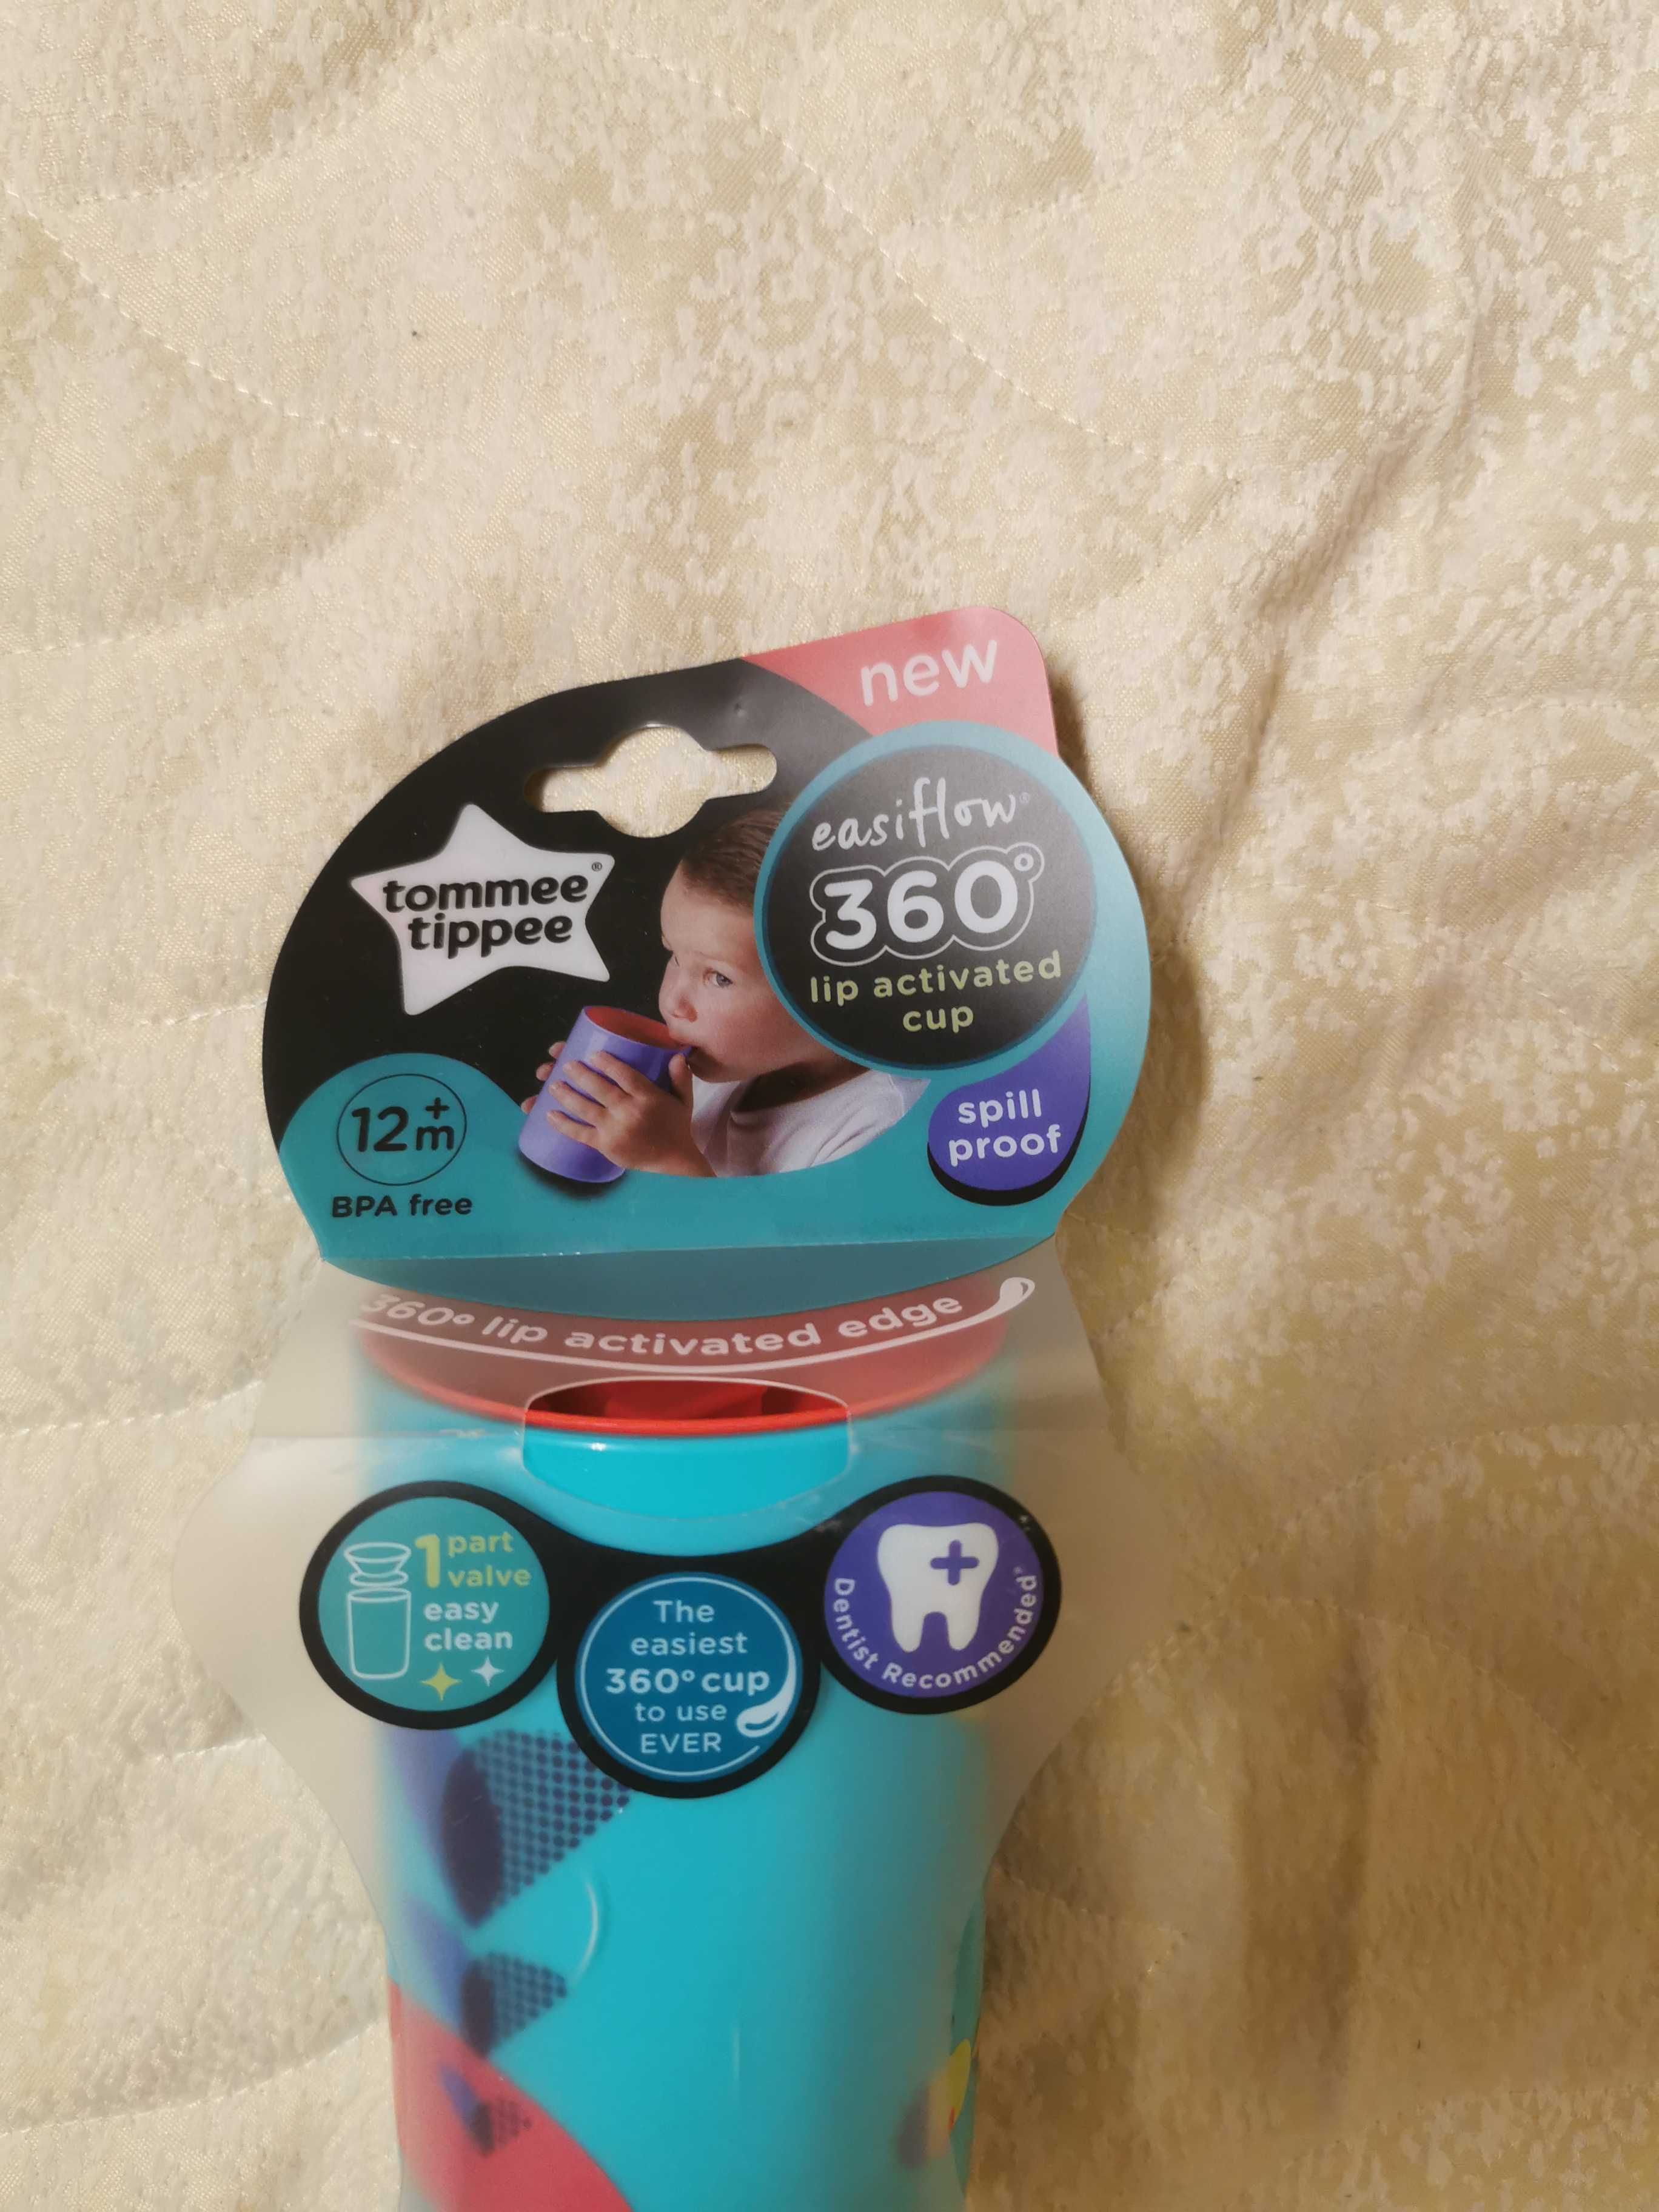 new
easiflow®
360°
lip activated
cup
tommee®
tippee
spill
proof
12m+
BPA free
360° lip activated edge
1 part
valve
easy
clean
The
easiest
360° cup
to use
EVER
Dentist Recommended®